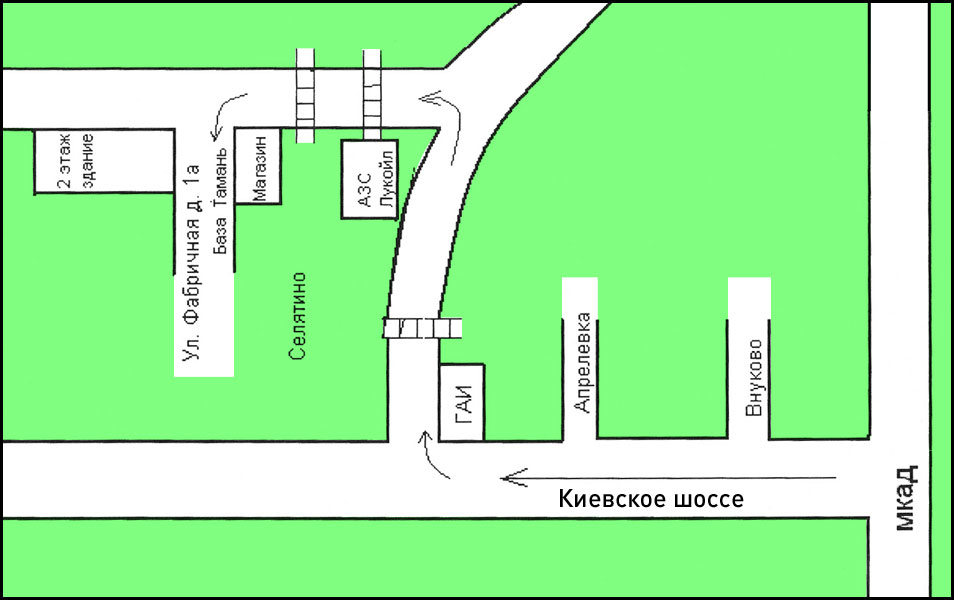 2 этаж
здание
Ул. Фабричная д. 1а
База Тамань
Магазин
АЗС
Лукойл
Селятино
ГАИ
Апрелевка
Внуково
Киевское шоссе
мкад